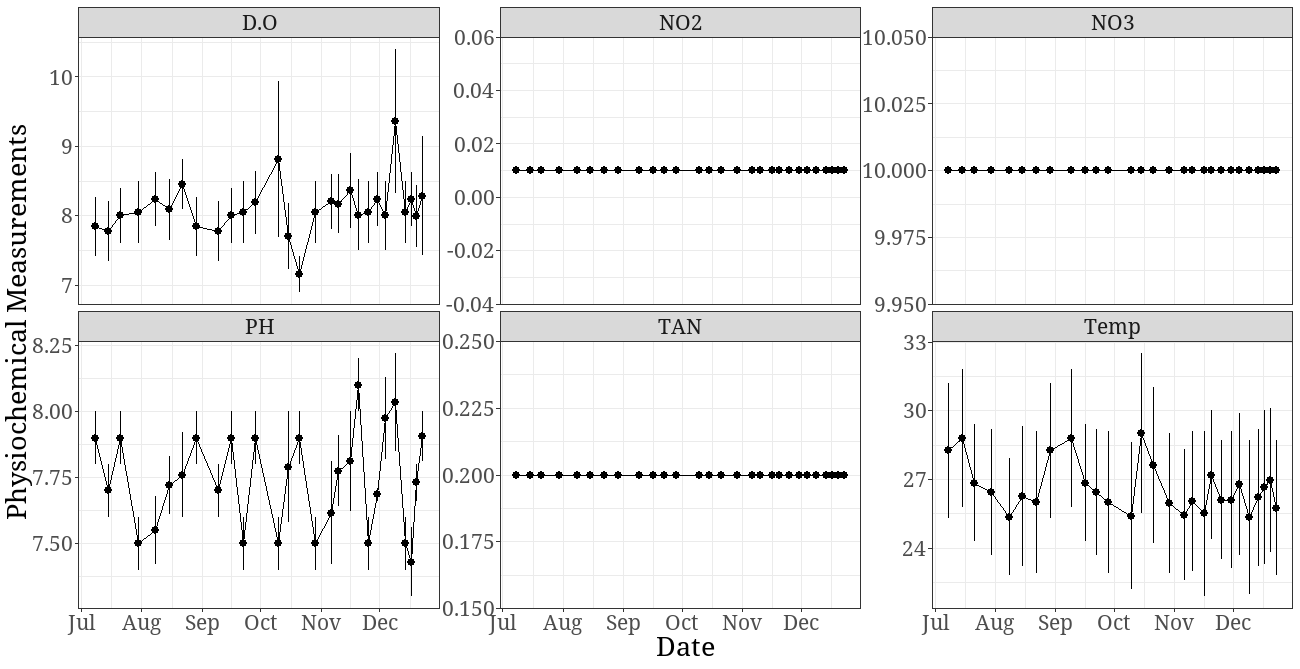 Physiochemical Measurements
D.O
10
9
8
7
NO2
0.06
0.04
0.02
0.00
-0.02
-0.04
NO3
10.050
10.025
10.000
9.975
9.950
PH
8.25
8.00
7.75
7.50
Jul Aug Sep Oct Nov Dec
TAN
0.250
0.225
0.200
0.175
0.150
Jul Aug Sep Oct Nov Dec
Temp
33
30
27
24
Jul Aug Sep Oct Nov Dec
Date